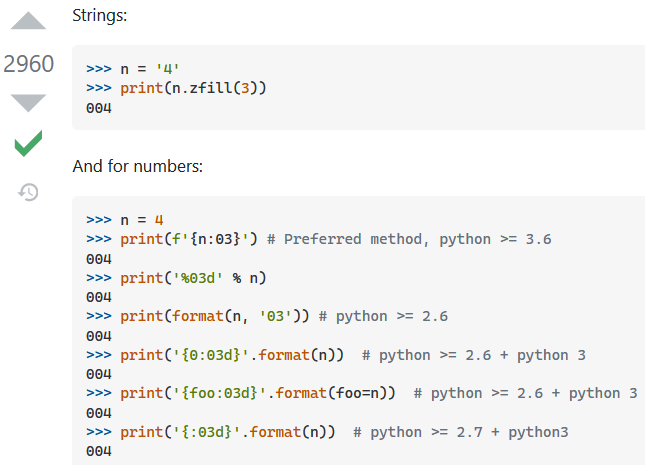 Strings:
2960
>>> n = '4'
>>> print(n.zfill(3))
004
And for numbers:
>>> n = 4
>>> print(f'{n:03}') # Preferred method, python >= 3.6
004
>>> print('%03d' % n)
004
>>> print(format(n, '03')) # python >= 2.6
004
>>> print('{0:03d}'.format(n))  # python >= 2.6 + python 3
004
>>> print('{foo:03d}'.format(foo=n))  # python >= 2.6 + python 3
004
>>> print('{:03d}'.format(n))  # python >= 2.7 + python3
004